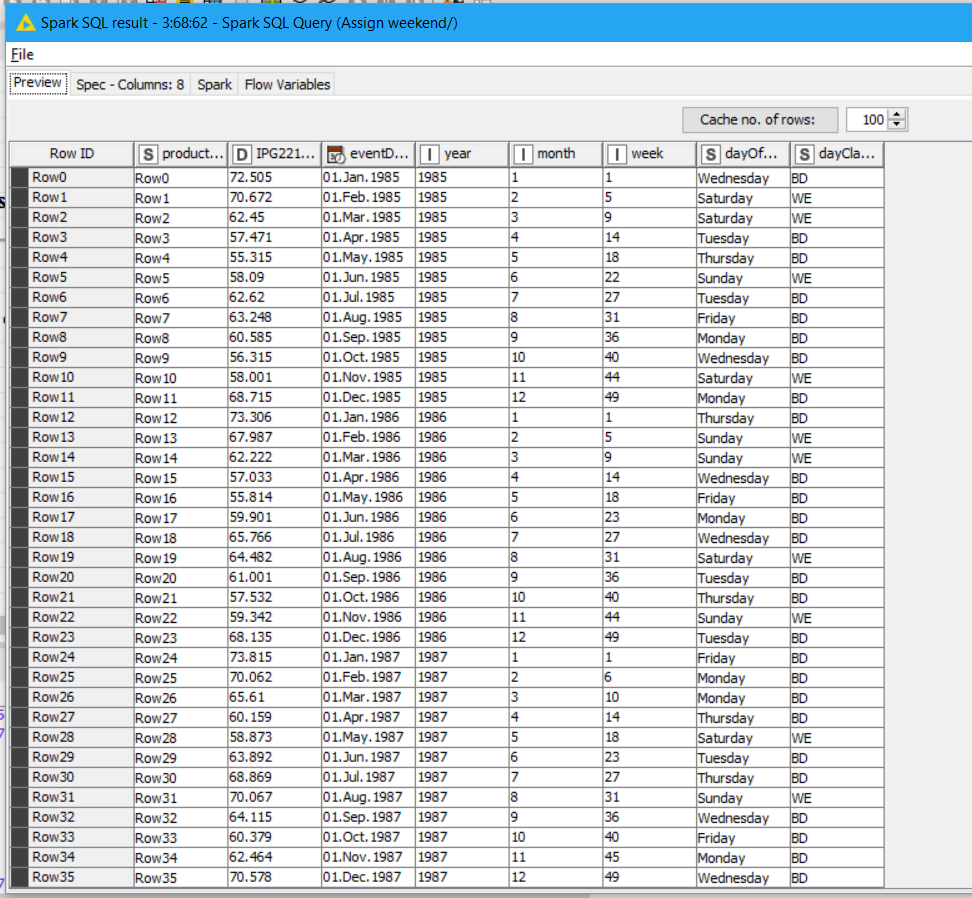 Spark SQL result - 3:68:62 - Spark SQL Query (Assign weekend/)
File
Preview Spec - Columns: 8 Spark Flow Variables
Cache no. of rows: 100
Row ID S product... D IPG221... eventD... I year I month I week S dayOf... S dayCla...
Row0 Row0 72.505 01.Jan.1985 1985 1 1 Wednesday BD
Row1 Row1 70.672 01.Feb.1985 1985 2 5 Saturday WE
Row2 Row2 62.45 01.Mar.1985 1985 3 9 Saturday WE
Row3 Row3 57.471 01.Apr.1985 1985 4 14 Tuesday BD
Row4 Row4 55.315 01.May.1985 1985 5 18 Thursday BD
Row5 Row5 58.09 01.Jun.1985 1985 6 22 Sunday WE
Row6 Row6 62.62 01.Jul.1985 1985 7 27 Tuesday BD
Row7 Row7 63.248 01.Aug.1985 1985 8 31 Friday BD
Row8 Row8 60.585 01.Sep.1985 1985 9 36 Monday BD
Row9 Row9 56.315 01.Oct.1985 1985 10 40 Wednesday BD
Row10 Row10 58.001 01.Nov.1985 1985 11 44 Saturday WE
Row11 Row11 68.715 01.Dec.1985 1985 12 49 Monday BD
Row12 Row12 73.306 01.Jan.1986 1986 1 1 Thursday BD
Row13 Row13 67.987 01.Feb.1986 1986 2 5 Sunday WE
Row14 Row14 62.222 01.Mar.1986 1986 3 9 Sunday WE
Row15 Row15 57.033 01.Apr.1986 1986 4 14 Wednesday BD
Row16 Row16 55.814 01.May.1986 1986 5 18 Friday BD
Row17 Row17 59.901 01.Jun.1986 1986 6 23 Monday BD
Row18 Row18 65.766 01.Jul.1986 1986 7 27 Wednesday BD
Row19 Row19 64.482 01.Aug.1986 1986 8 31 Saturday WE
Row20 Row20 61.001 01.Sep.1986 1986 9 36 Tuesday BD
Row21 Row21 57.532 01.Oct.1986 1986 10 40 Thursday BD
Row22 Row22 59.342 01.Nov.1986 1986 11 44 Sunday WE
Row23 Row23 68.135 01.Dec.1986 1986 12 49 Tuesday BD
Row24 Row24 73.815 01.Jan.1987 1987 1 1 Friday BD
Row25 Row25 70.062 01.Feb.1987 1987 2 6 Monday BD
Row26 Row26 65.61 01.Mar.1987 1987 3 10 Monday BD
Row27 Row27 60.159 01.Apr.1987 1987 4 14 Thursday BD
Row28 Row28 58.873 01.May.1987 1987 5 18 Saturday WE
Row29 Row29 63.892 01.Jun.1987 1987 6 23 Tuesday BD
Row30 Row30 68.869 01.Jul.1987 1987 7 27 Thursday BD
Row31 Row31 70.067 01.Aug.1987 1987 8 31 Sunday WE
Row32 Row32 64.115 01.Sep.1987 1987 9 36 Wednesday BD
Row33 Row33 60.379 01.Oct.1987 1987 10 40 Friday BD
Row34 Row34 62.464 01.Nov.1987 1987 11 45 Monday BD
Row35 Row35 70.578 01.Dec.1987 1987 12 49 Wednesday BD